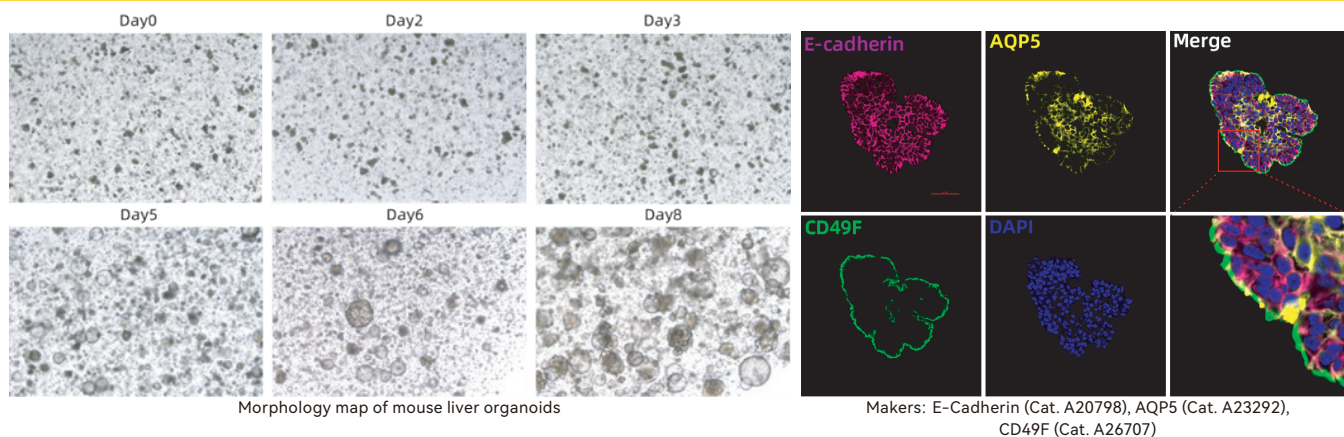 Day0
Day2
Day3
E-cadherin
AQP5
Merge
Day5
Day6
Day8
CD49F
DAPI
Morphology map of mouse liver organoids
Makers: E-Cadherin (Cat. A20798), AQP5 (Cat. A23292),
CD49F (Cat. A26707)